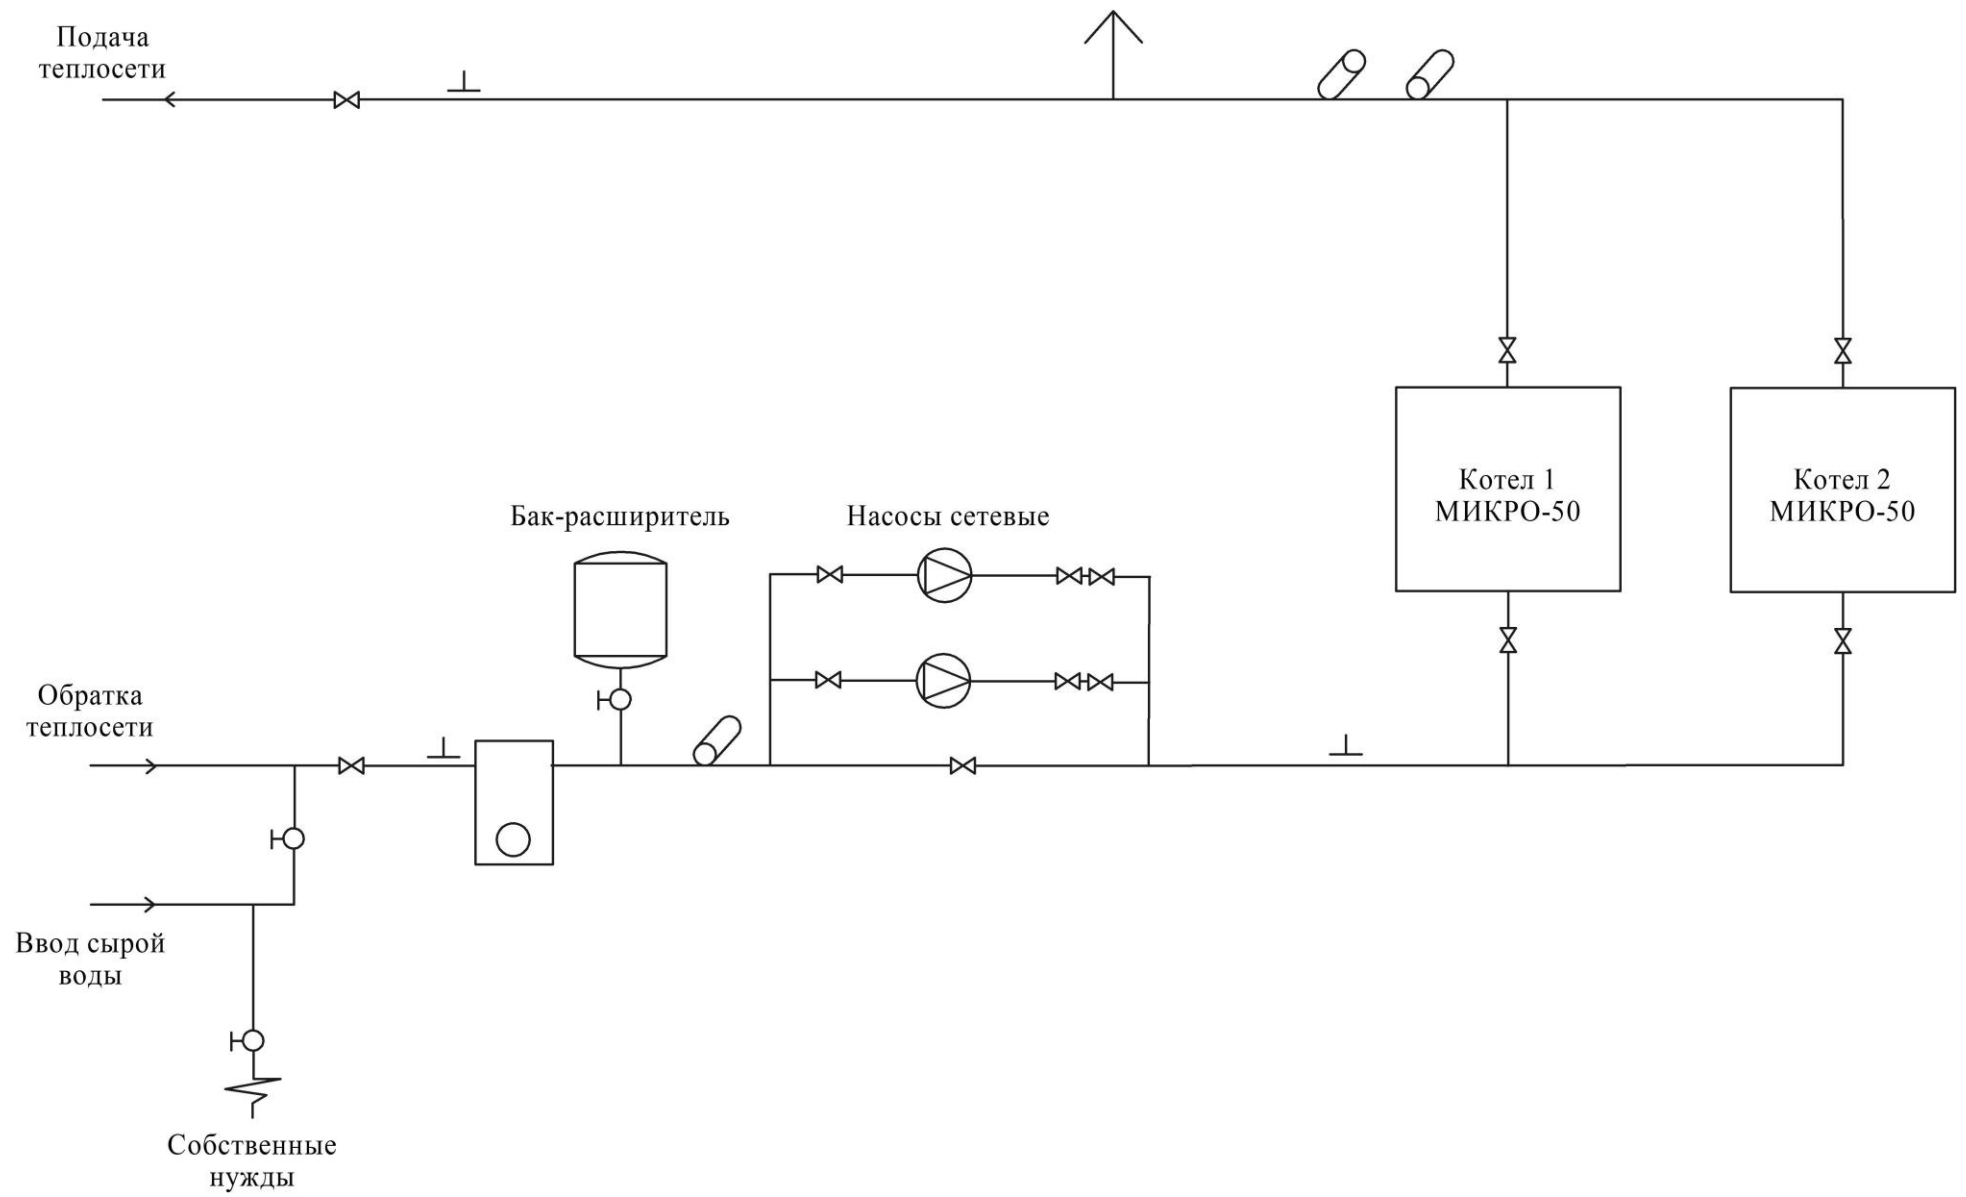 Подача
теплосети
Котел 1
МИКРО-50
Котел 2
МИКРО-50
Бак-расширитель
Насосы сетевые
Обратка
теплосети
Ввод сырой
воды
Собственные
нужды